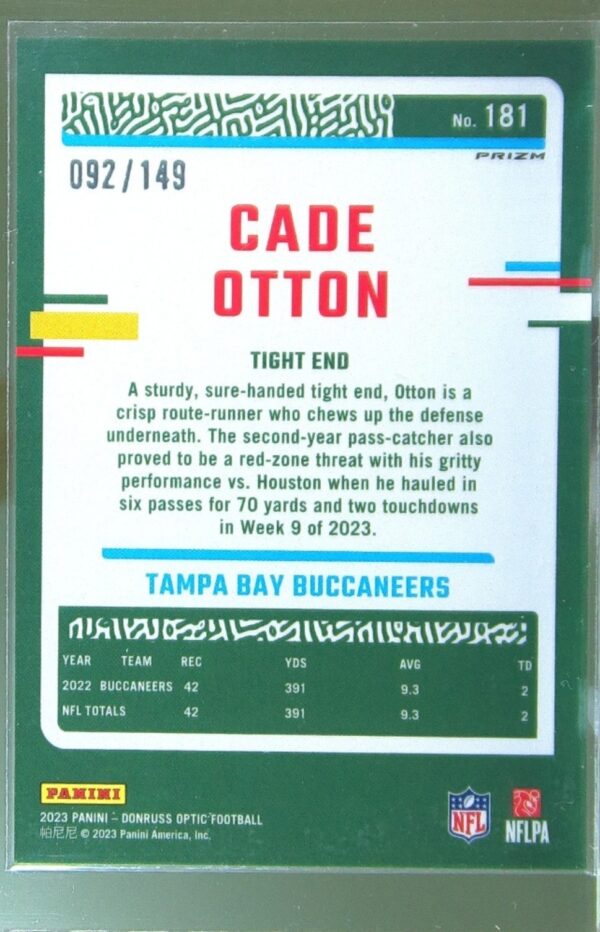 No. 181
PRIZM
092/149
CADE
OTTON
TIGHT END
A sturdy, sure-handed tight end, Otton is a
crisp route-runner who chews up the defense
underneath. The second-year pass-catcher also
proved to be a red-zone threat with his gritty
performance vs. Houston when he hauled in
six passes for 70 yards and two touchdowns
in Week 9 of 2023.
TAMPA BAY BUCCANEERS
YEAR TEAM REC YDS AVG TD
2022 BUCCANEERS 42 391 9.3 2
NFL TOTALS 42 391 9.3 2
PANINI
2023 PANINI - DONRUSS OPTIC FOOTBALL
帕尼尼 © 2023 Panini America, Inc.
NFL
NFLPA